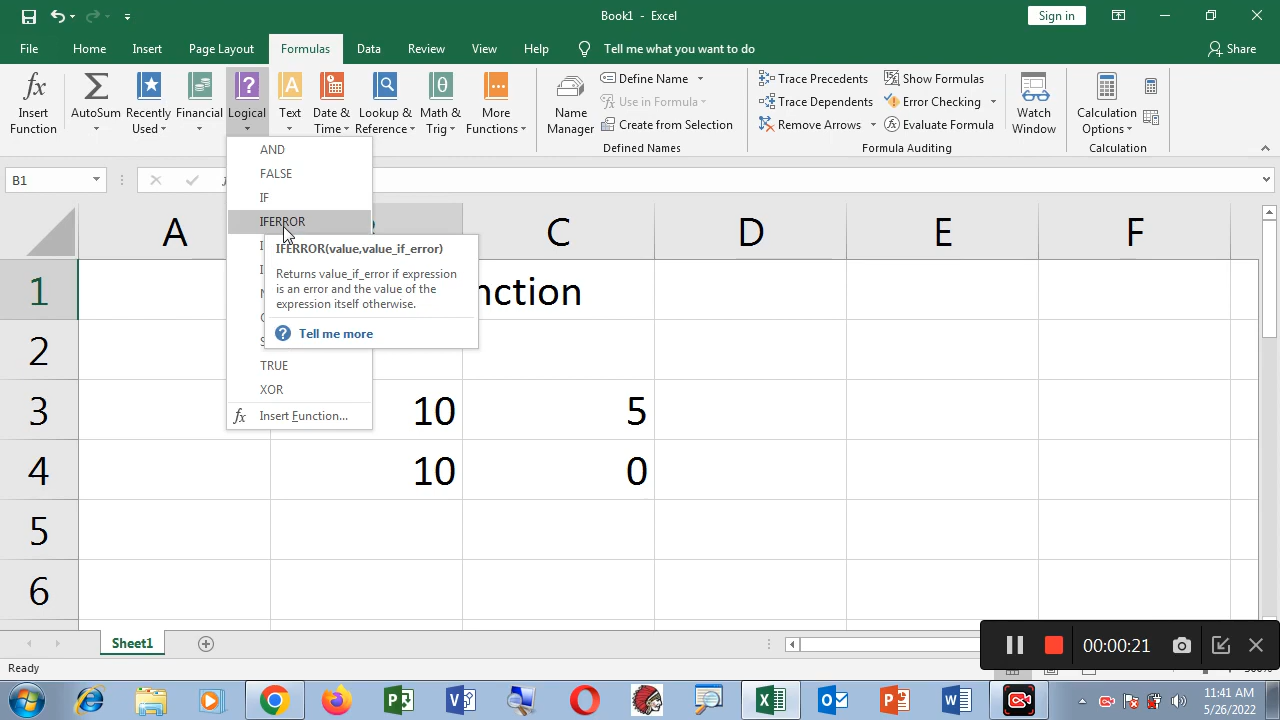 Book1 - Excel
Sign in
File
Home
Insert
Page Layout
Formulas
Data
Review
View
Help
Tell me what you want to do
Share
fx
Insert
Function
AutoSum
Recently
Used
Financial
Logical
Text
Date &
Time
Lookup &
Reference
Math &
Trig
More
Functions
Name
Manager
Define Name
Use in Formula
Create from Selection
Defined Names
Trace Precedents
Trace Dependents
Remove Arrows
Show Formulas
Error Checking
Evaluate Formula
Formula Auditing
Watch
Window
Calculation
Options
Calculation
B1
AND
FALSE
IF
IFERROR
IFERROR(value,value_if_error)
Returns value_if_error if expression
is an error and the value of the
expression itself otherwise.
Tell me more
TRUE
XOR
fx Insert Function...
A C D E F
1 nction
2
3 10 5
4 10 0
5
6
Sheet1
00:00:21
Ready
11:41 AM
5/26/2022